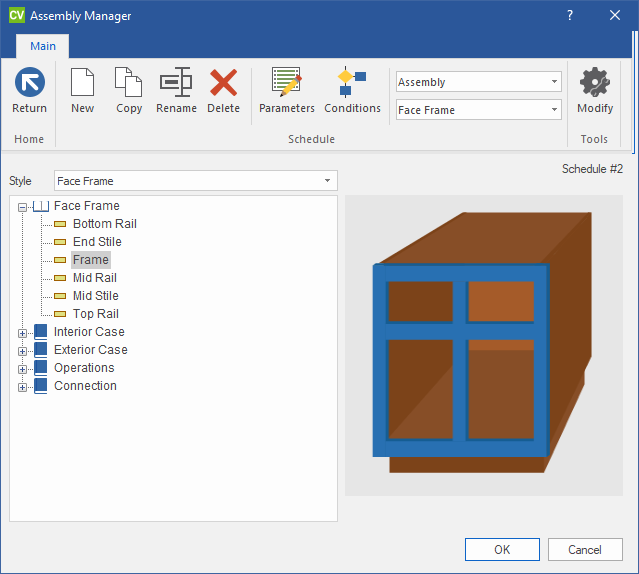 CV Assembly Manager ?
Main
Return New Copy Rename Delete Parameters Conditions Assembly Face Frame Modify
Home Schedule Tools
Schedule #2
Style Face Frame
Face Frame
Bottom Rail
End Stile
Frame
Mid Rail
Mid Stile
Top Rail
Interior Case
Exterior Case
Operations
Connection
OK Cancel